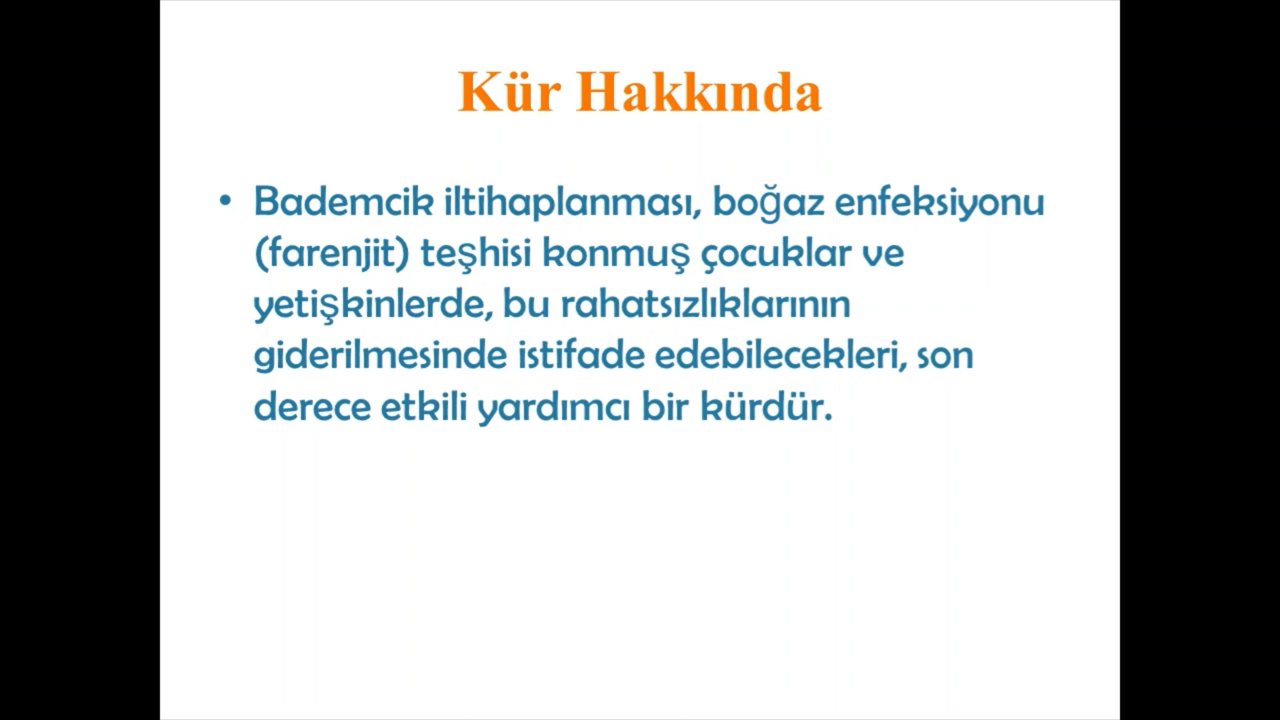 Kür Hakkında
• Bademcik iltihaplanması, boğaz enfeksiyonu
(farenjit) teşhisi konmuş çocuklar ve
yetişkinlerde, bu rahatsızlıklarının
giderilmesinde istifade edebilecekleri, son
derece etkili yardımcı bir kürdür.